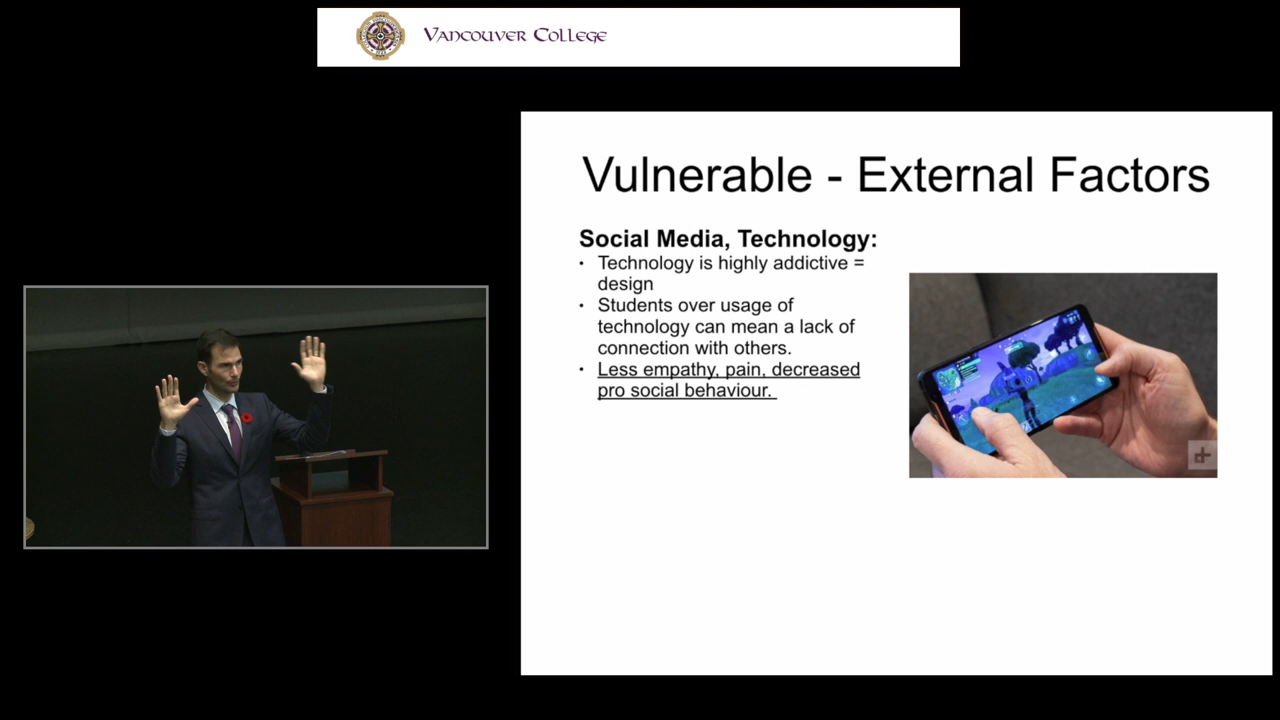 Vancouver College
Vulnerable - External Factors
Social Media, Technology:
• Technology is highly addictive =
design
• Students over usage of
technology can mean a lack of
connection with others.
• Less empathy, pain, decreased
pro social behaviour.